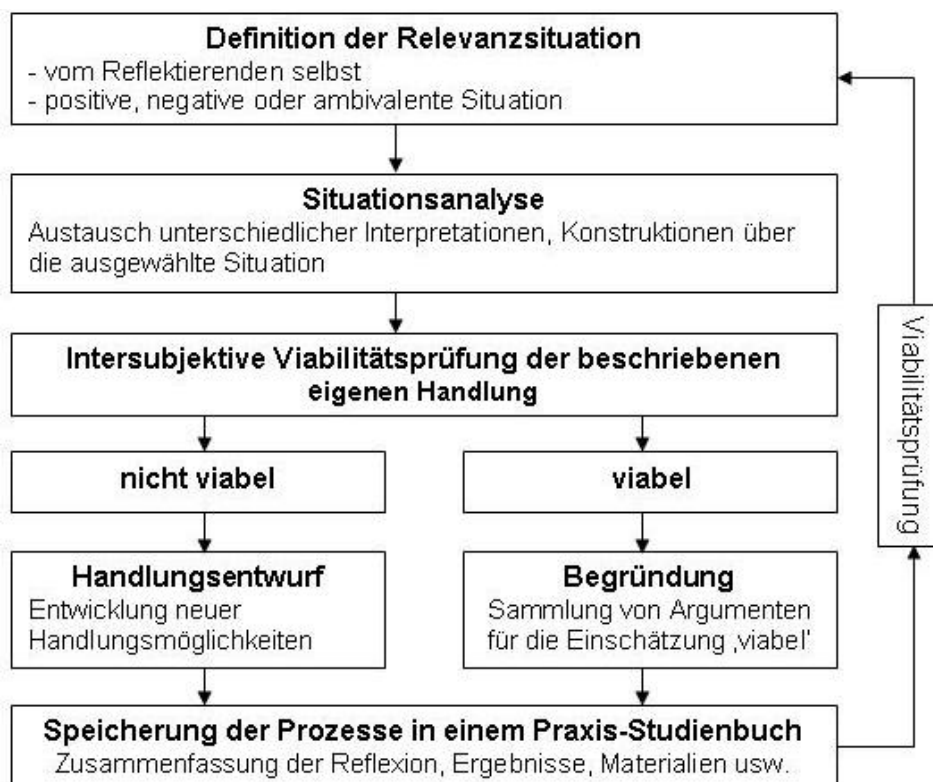 Definition der Relevanzsituation
- vom Reflektierenden selbst
- positive, negative oder ambivalente Situation
Situationsanalyse
Austausch unterschiedlicher Interpretationen, Konstruktionen über
die ausgewählte Situation
Intersubjektive Viabilitätsprüfung der beschriebenen
eigenen Handlung
nicht viabel
viabel
Handlungsentwurf
Entwicklung neuer
Handlungsmöglichkeiten
Begründung
Sammlung von Argumenten
für die Einschätzung ‚viabel'
Speicherung der Prozesse in einem Praxis-Studienbuch
Zusammenfassung der Reflexion, Ergebnisse, Materialien usw.
Viabilitätsprüfung